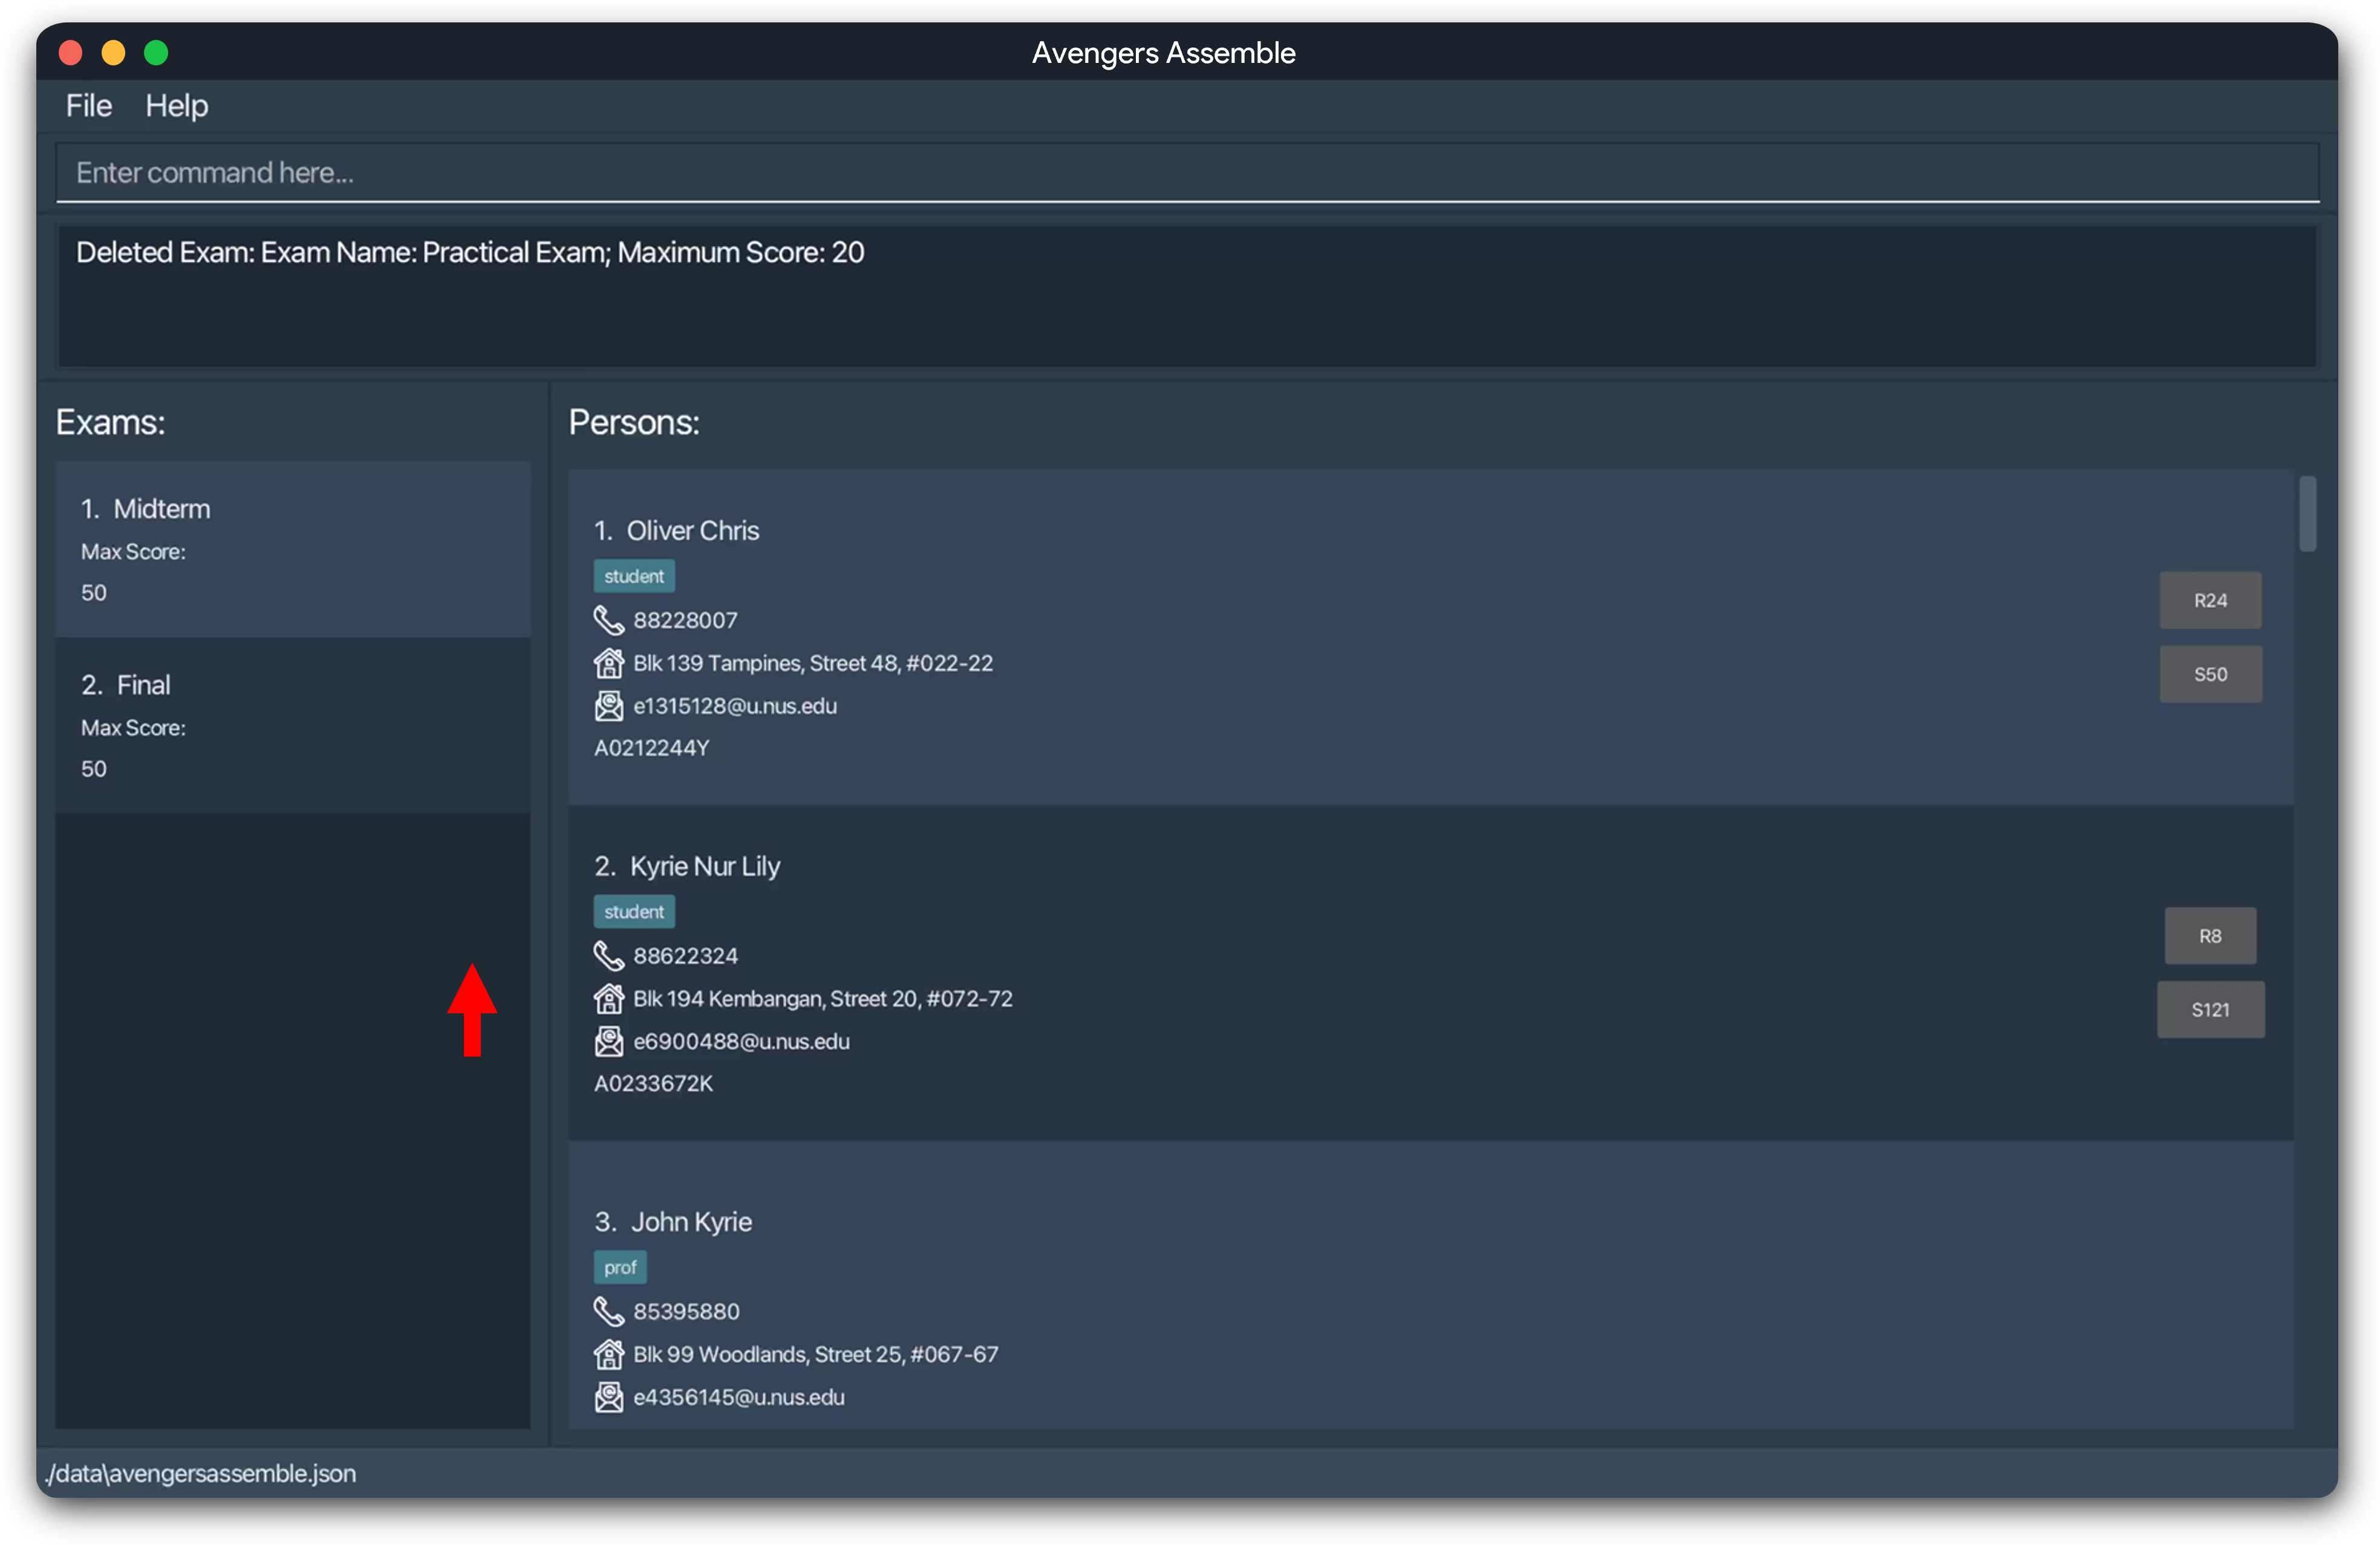 Avengers Assemble
File Help
Enter command here...
Deleted Exam: Exam Name: Practical Exam; Maximum Score: 20
Exams:
1. Midterm
Max Score:
50
2. Final
Max Score:
50
Persons:
1. Oliver Chris
student
88228007
Blk 139 Tampines, Street 48, #022-22
e1315128@u.nus.edu
A0212244Y
R24
S50
2. Kyrie Nur Lily
student
88622324
Blk 194 Kembangan, Street 20, #072-72
e6900488@u.nus.edu
A0233672K
R8
S121
3. John Kyrie
prof
85395880
Blk 99 Woodlands, Street 25, #067-67
e4356145@u.nus.edu
./data\avengersassemble.json